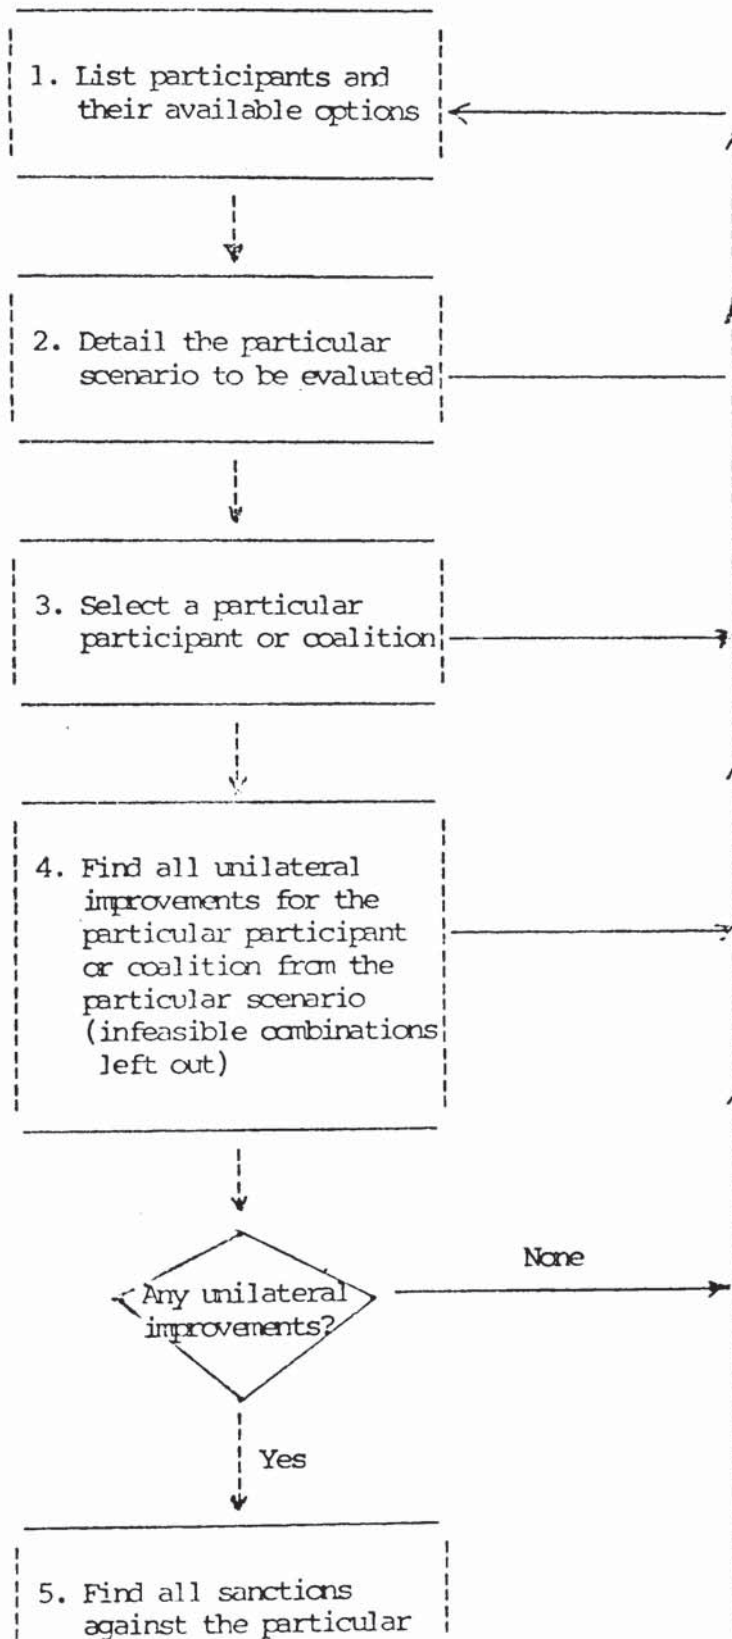 1. List participants and
their available options
2. Detail the particular
scenario to be evaluated
3. Select a particular
participant or coalition
4. Find all unilateral
improvements for the
particular participant
or coalition from the
particular scenario
(infeasible combinations
left out)
None
Any unilateral
improvements?
Yes
5. Find all sanctions
against the particular